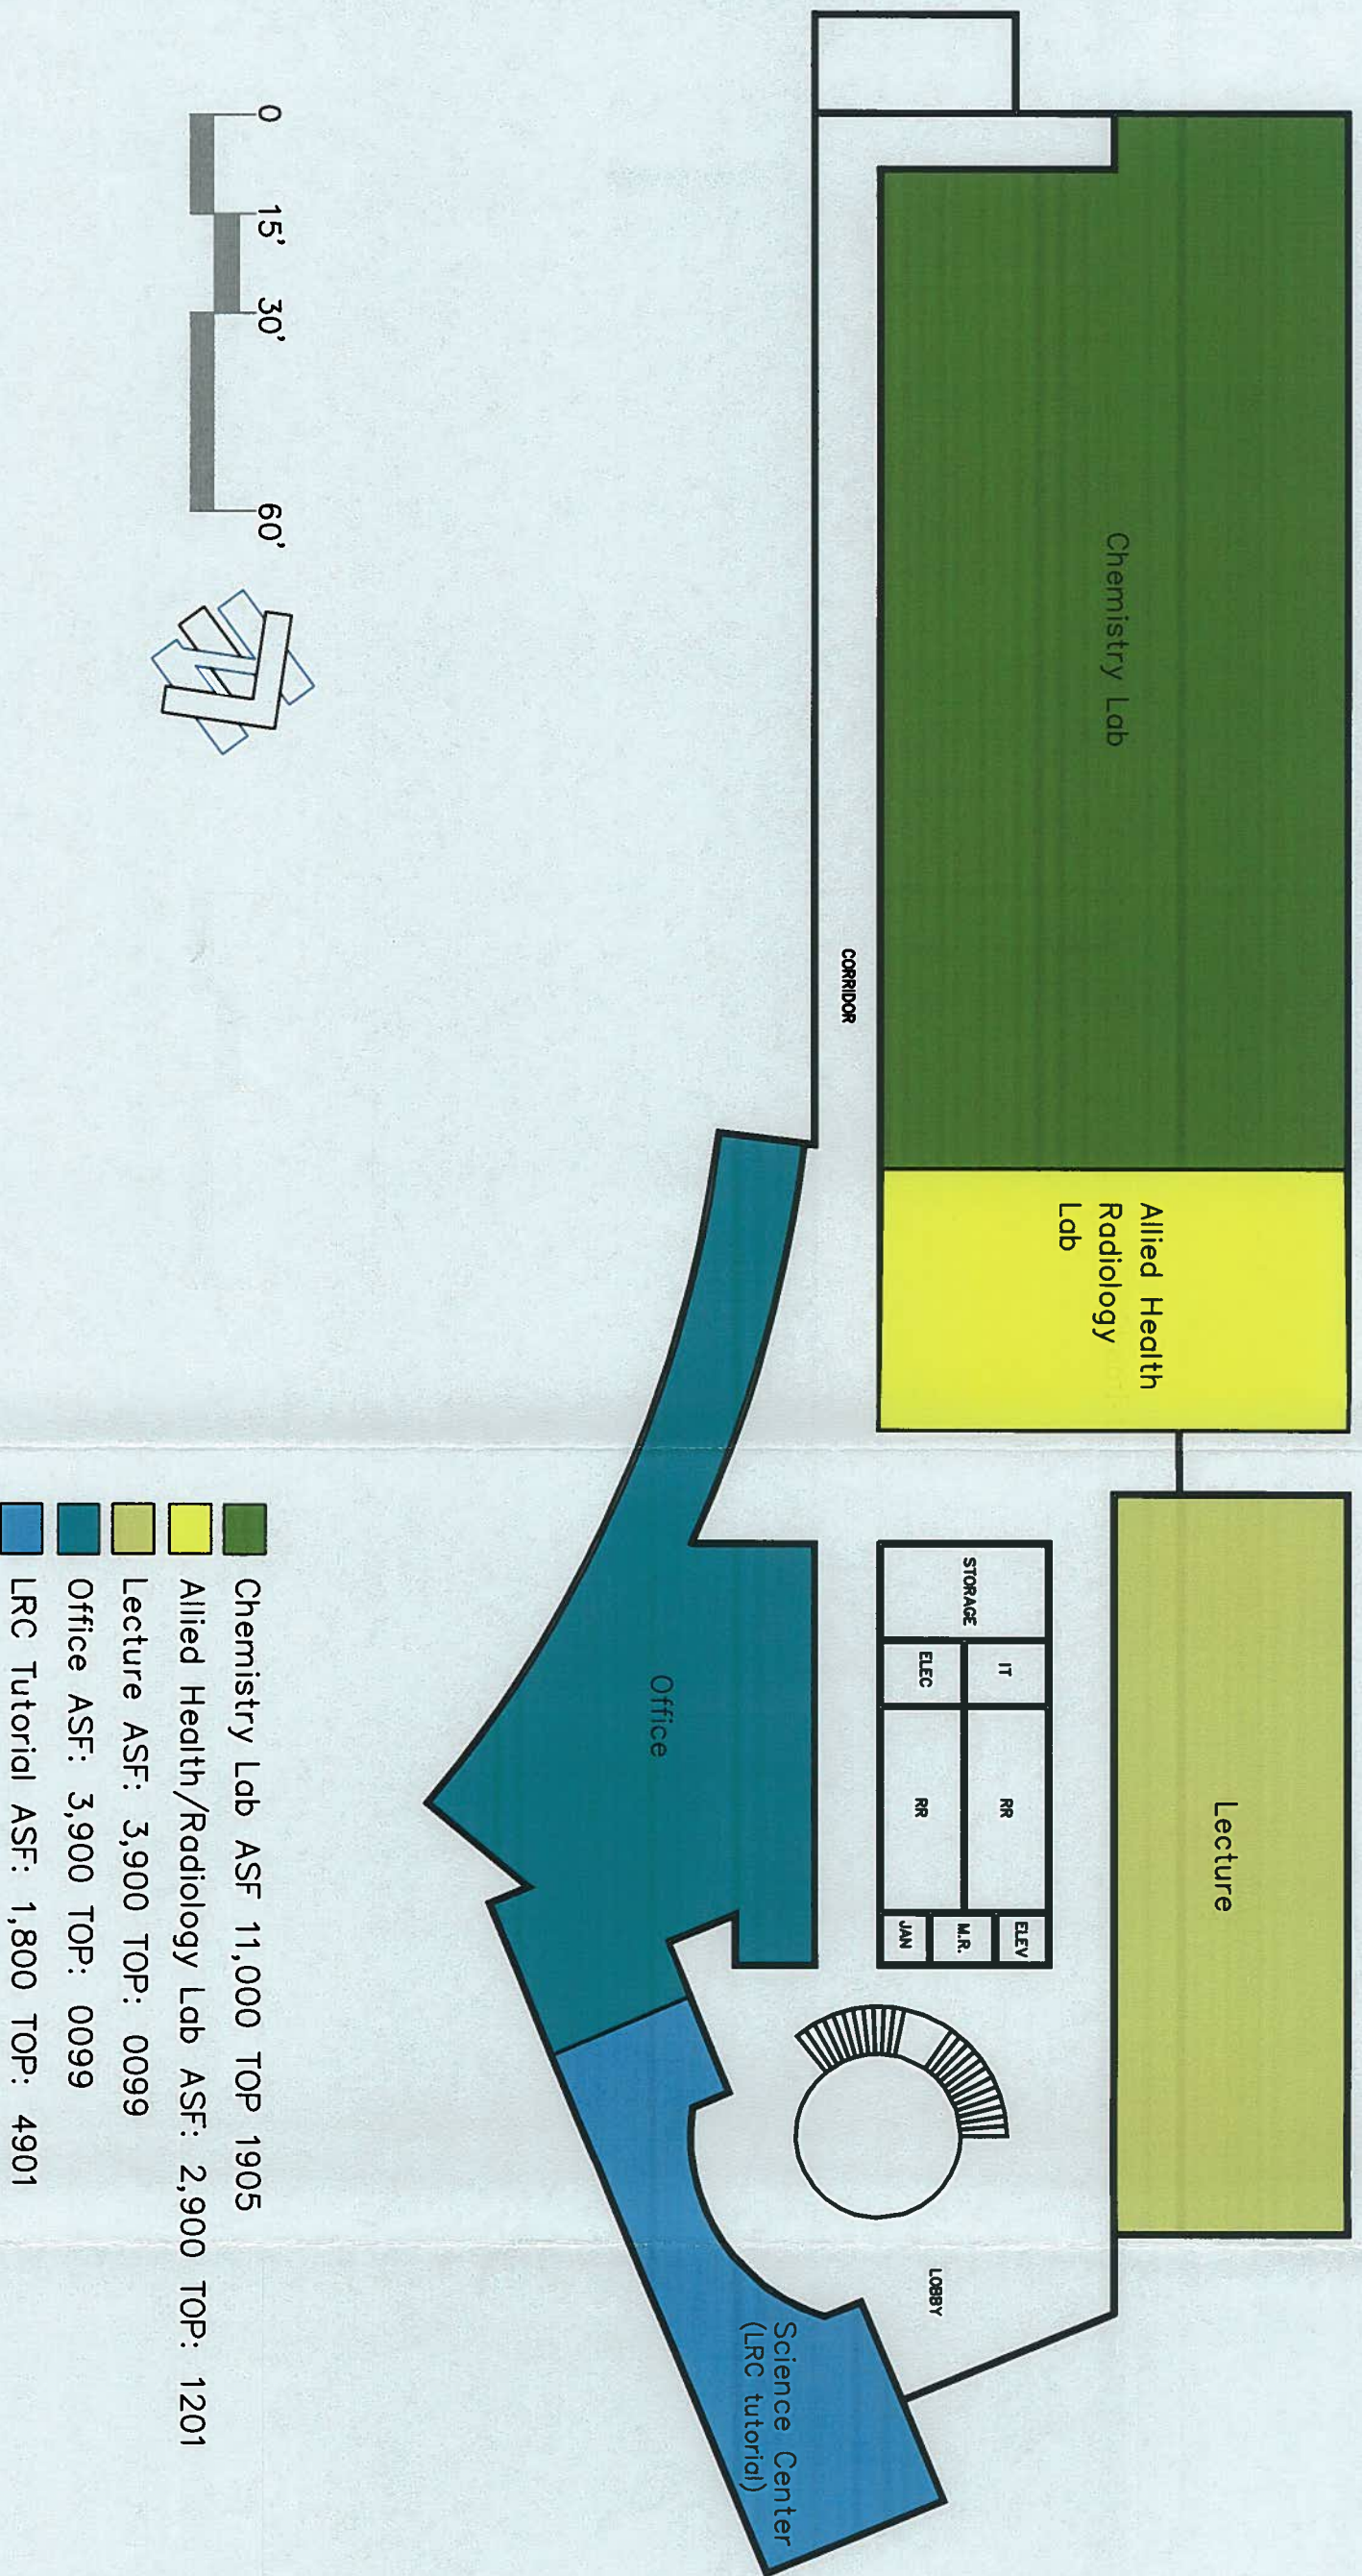 Chemistry Lab
Allied Health
Radiology
Lab
Lecture
CORRIDOR
STORAGE
IT
ELEC
RR
RR
ELEV
M.R.
JAN
LOBBY
Office
Science Center
(LRC tutorial)
0
15'
30'
60'
Chemistry Lab ASF 11,000 TOP 1905
Allied Health/Radiology Lab ASF: 2,900 TOP: 1201
Lecture ASF: 3,900 TOP: 0099
Office ASF: 3,900 TOP: 0099
LRC Tutorial ASF: 1,800 TOP: 4901